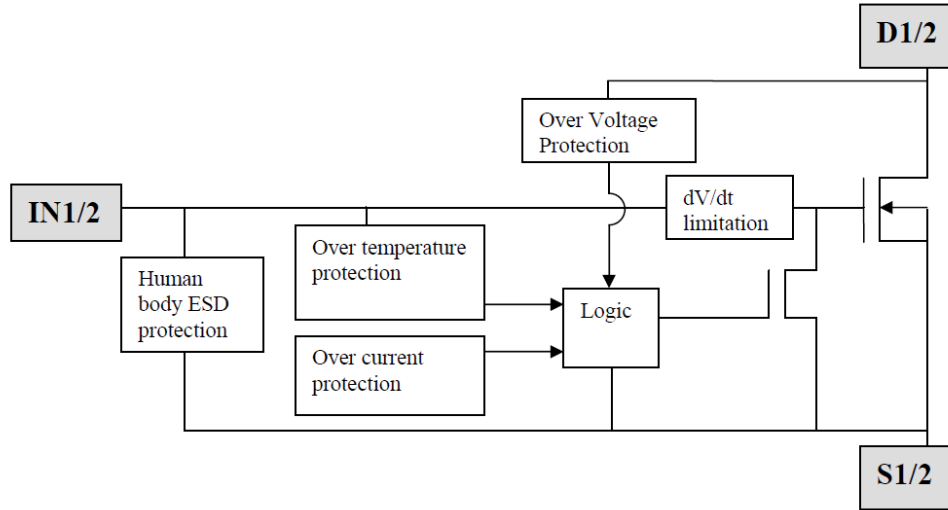 D1/2
Over Voltage
Protection
dV/dt
limitation
IN1/2
Over temperature
protection
Human
body ESD
protection
Logic
Over current
protection
S1/2